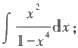 ∫ x²/(1-x⁴) dx;